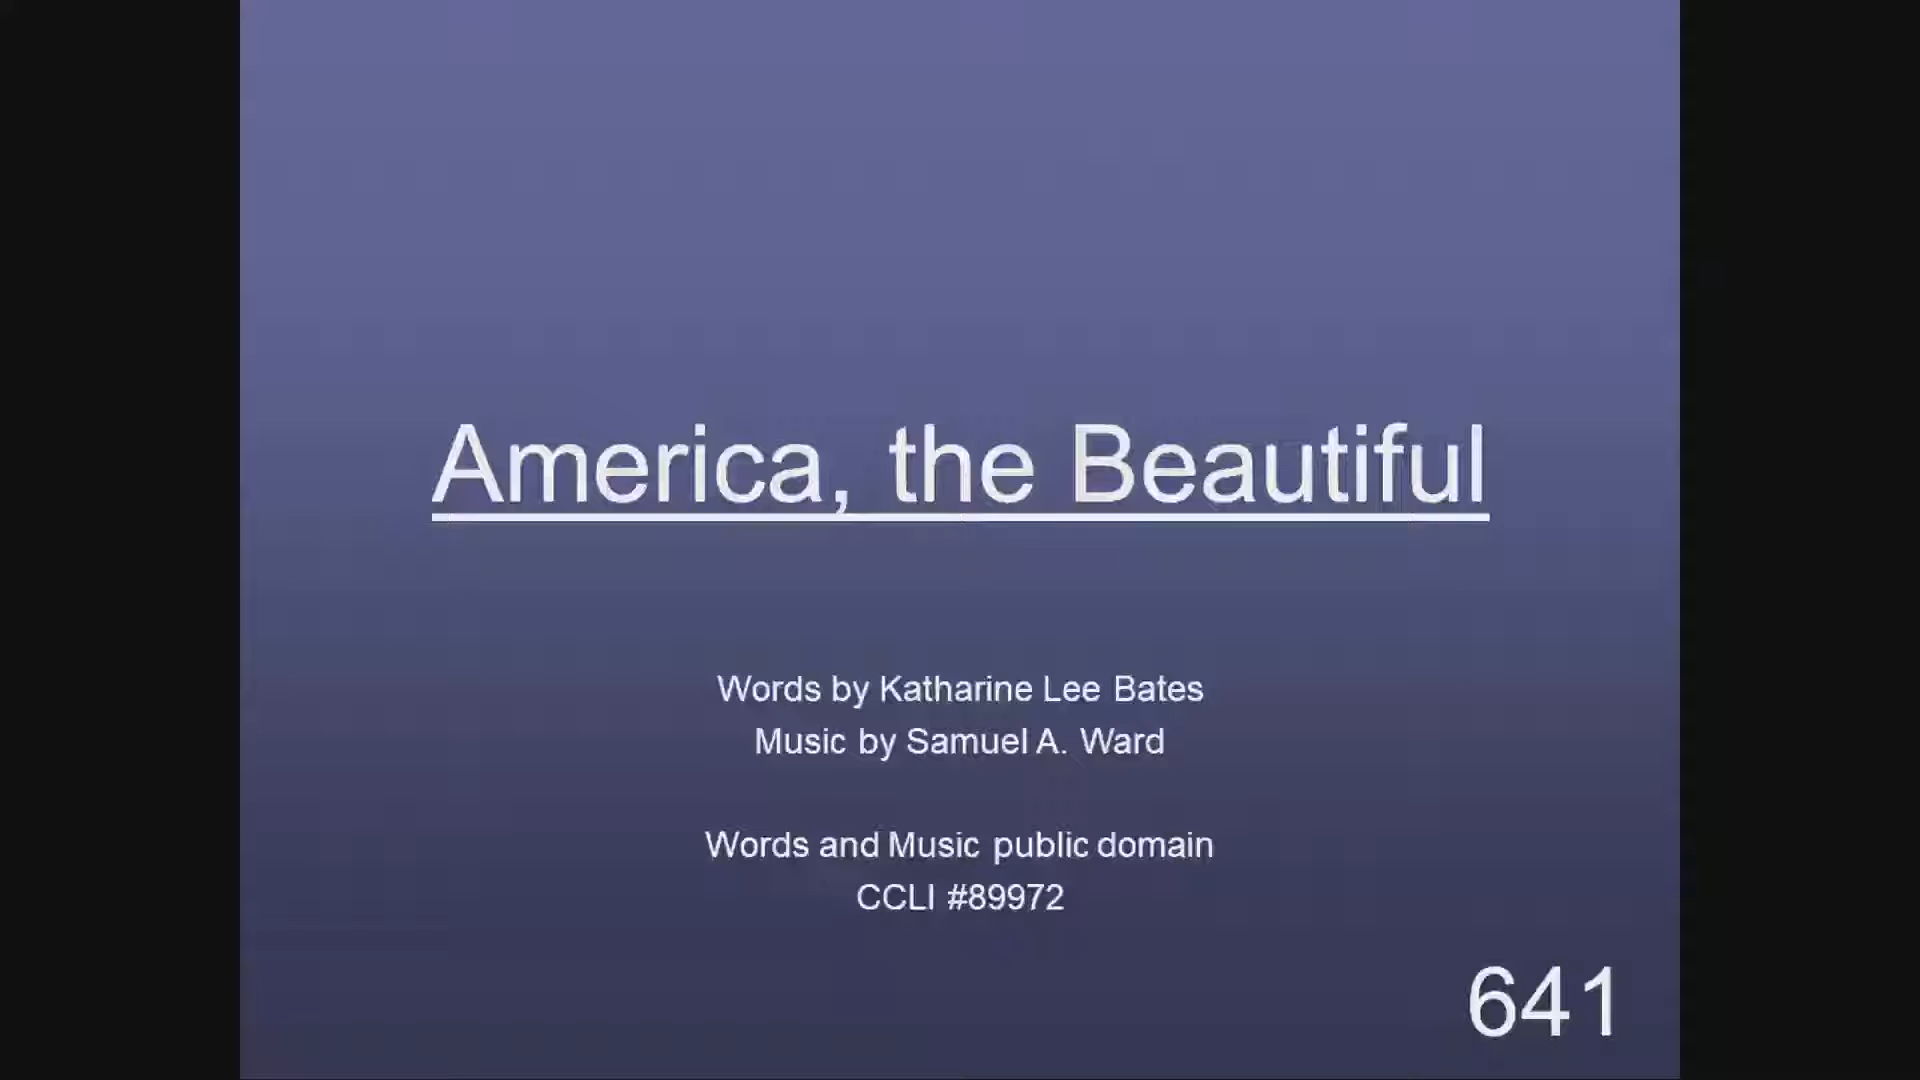 America, the Beautiful
Words by Katharine Lee Bates
Music by Samuel A. Ward
Words and Music public domain
CCLI #89972
641